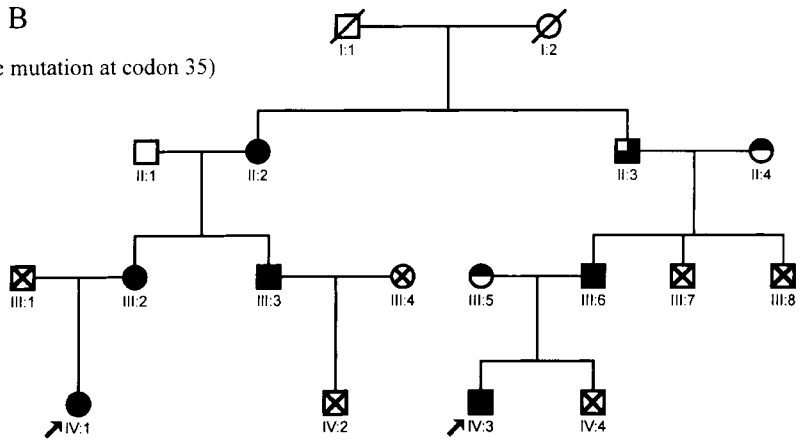 B
e mutation at codon 35)
I:1 I:2
II:1 II:2 II:3 II:4
III:1 III:2 III:3 III:4 III:5 III:6 III:7 III:8
IV:1 IV:2 IV:3 IV:4